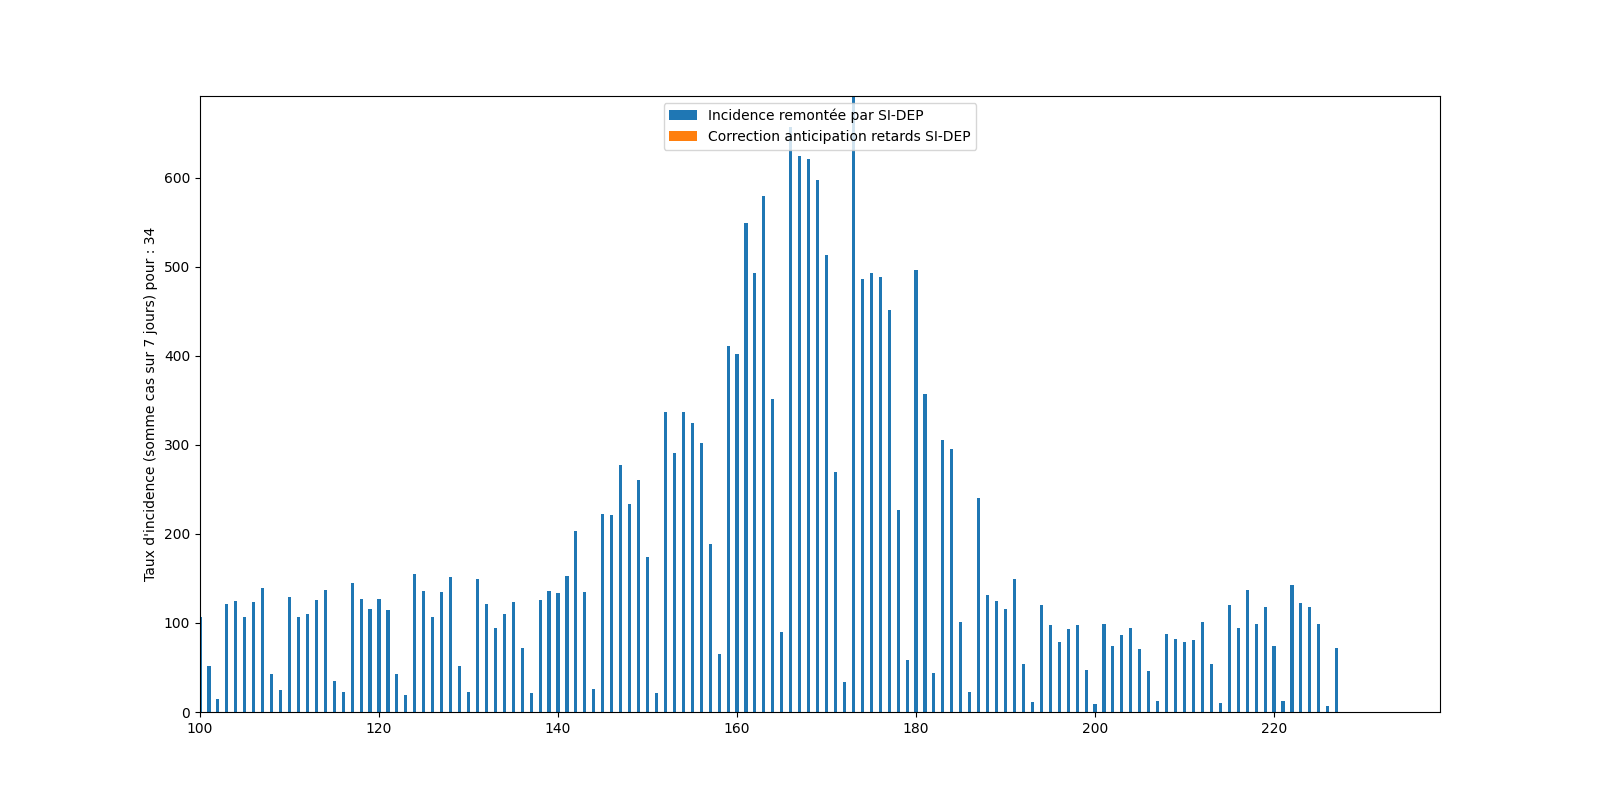 Incidence remontée par SI-DEP
Correction anticipation retards SI-DEP
Taux d'incidence (somme cas sur 7 jours) pour : 34
600
500
400
300
200
100
0
100 120 140 160 180 200 220